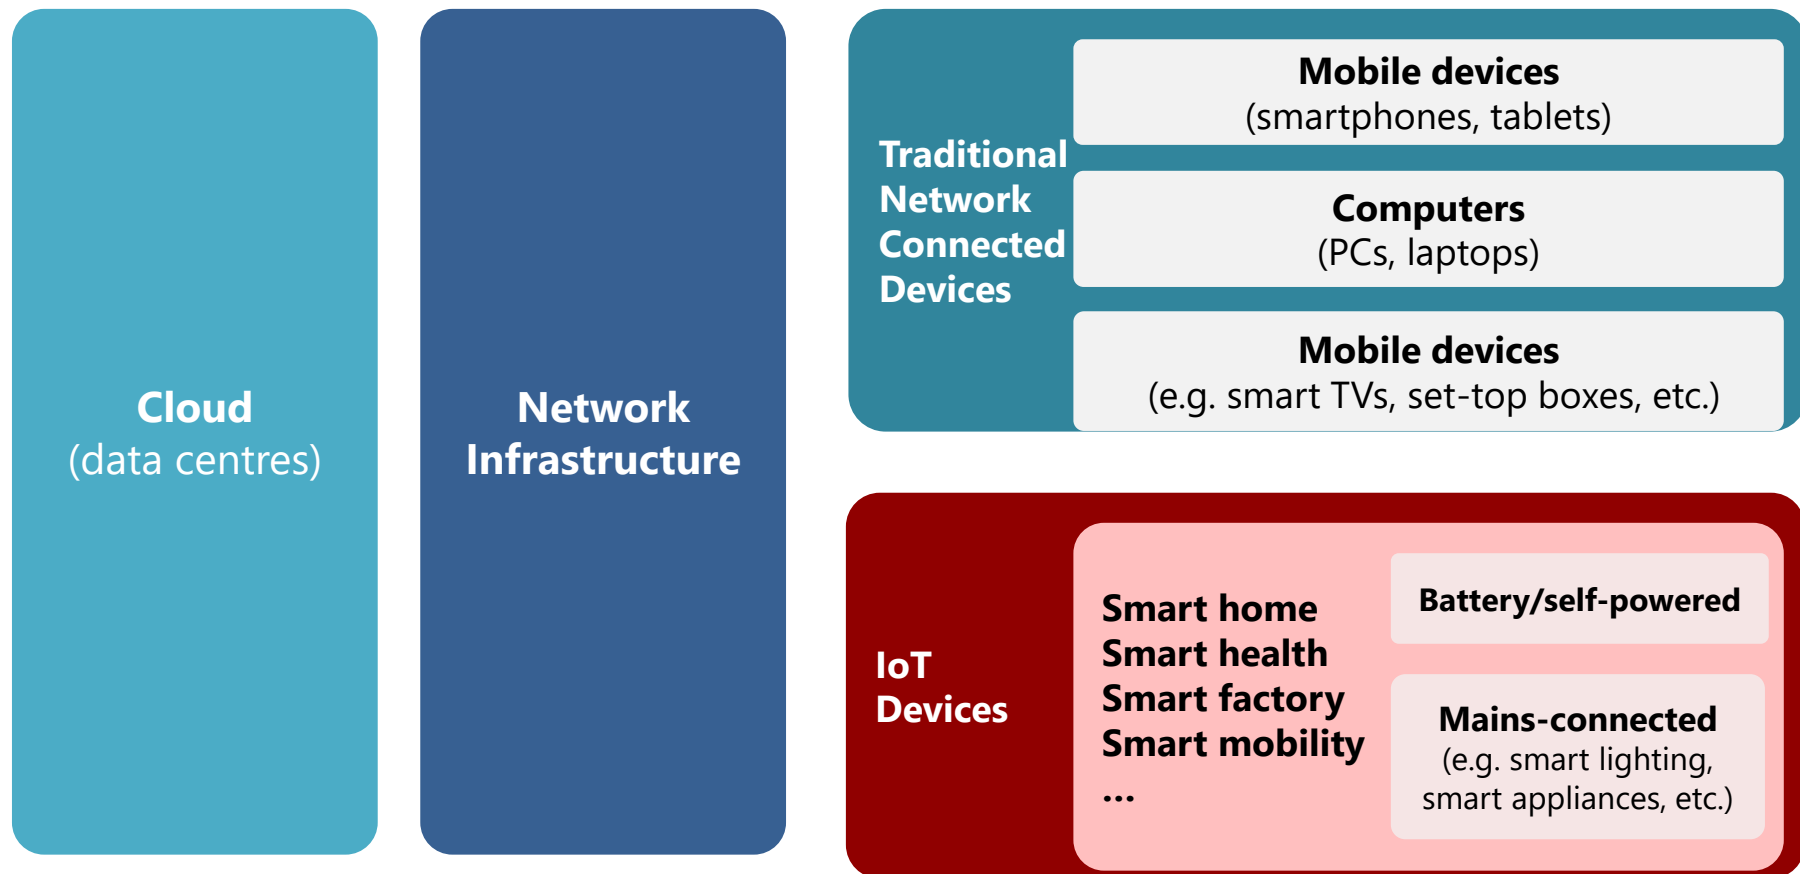 Cloud
(data centres)
Network
Infrastructure
Traditional
Network
Connected
Devices
Mobile devices
(smartphones, tablets)
Computers
(PCs, laptops)
Mobile devices
(e.g. smart TVs, set-top boxes, etc.)
IoT
Devices
Smart home
Smart health
Smart factory
Smart mobility
...
Battery/self-powered
Mains-connected
(e.g. smart lighting,
smart appliances, etc.)